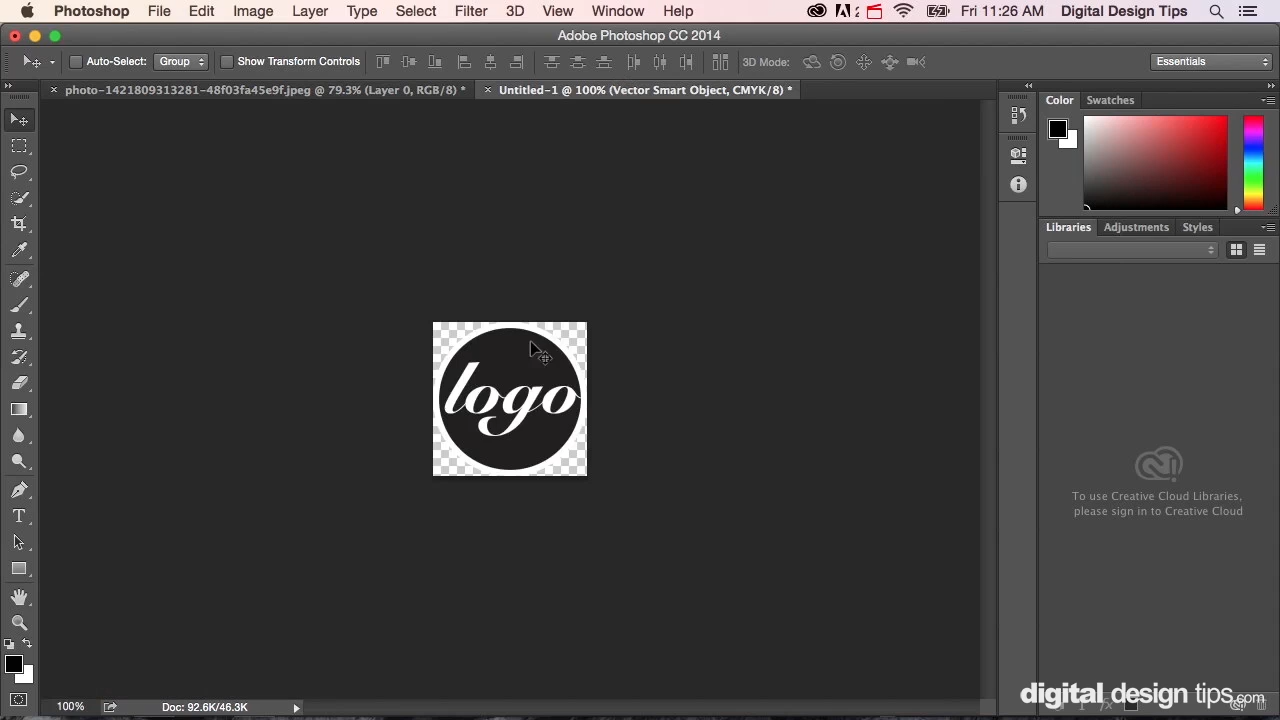 Photoshop File Edit Image Layer Type Select Filter 3D View Window Help Fri 11:26 AM Digital Design Tips
Adobe Photoshop CC 2014
Auto-Select: Group Show Transform Controls 3D Mode: Essentials
photo-1421809313281-48f03fa45e9f.jpeg @ 79.3% (Layer 0, RGB/8) * Untitled-1 @ 100% (Vector Smart Object, CMYK/8) *
Color Swatches
Libraries Adjustments Styles
logo
To use Creative Cloud Libraries,
please sign in to Creative Cloud
digital design tips.com
100% Doc: 92.6K/46.3K